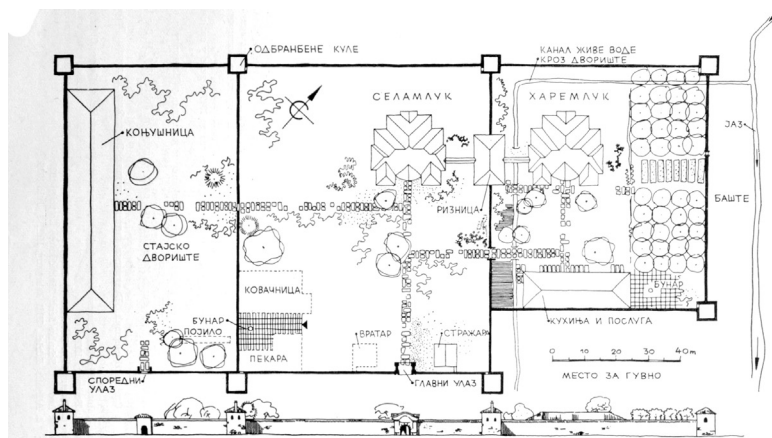 ОДБРАНБЕНЕ КУЛЕ
КАНАЛ ЖИВЕ ВОДЕ
КРОЗ ДВОРИШТЕ
СЕЛАМЛУК
ХАРЕМЛУК
ЈАЗ
КОЊУШНИЦА
БАШТЕ
РИЗНИЦА
СТАЈСКО
ДВОРИШТЕ
КОВАЧНИЦА
БУНАР
БУНАР
ПОЈИЛО
ВРАТАР
СТРАЖАРА
КУХИЊА И ПОСЛУГА
ПЕКАРА
0 10 20 30 40m
СПОРЕДНИ
УЛАЗ
ГЛАВНИ УЛАЗ
МЕСТО ЗА ГУВНО